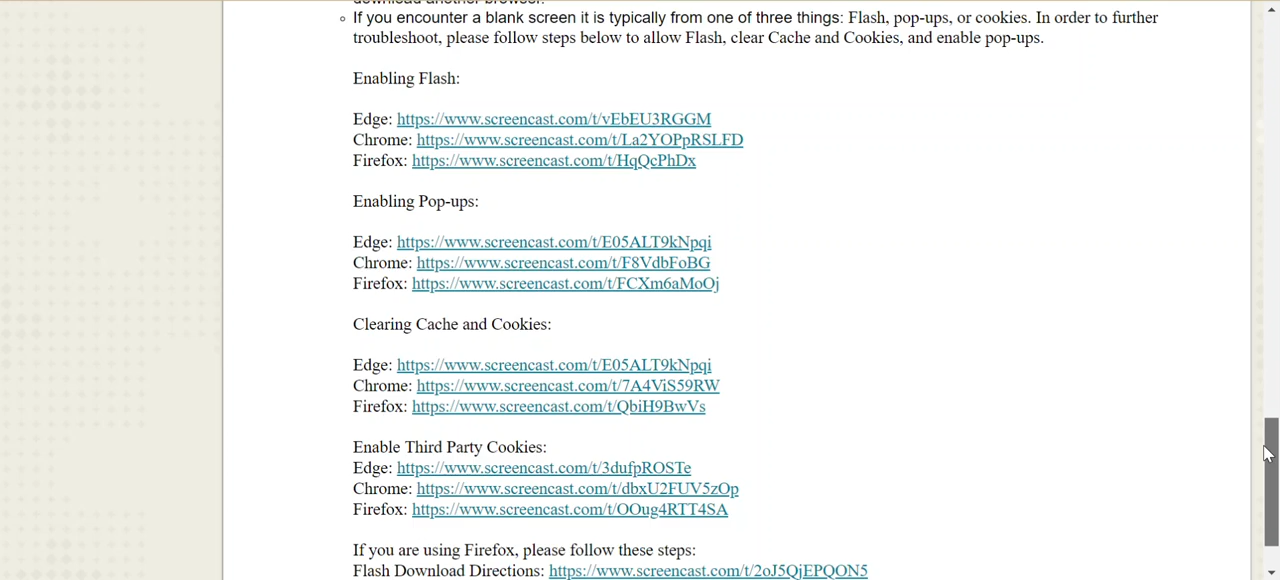 download another browser.
If you encounter a blank screen it is typically from one of three things: Flash, pop-ups, or cookies. In order to further
troubleshoot, please follow steps below to allow Flash, clear Cache and Cookies, and enable pop-ups.
Enabling Flash:
Edge: https://www.screencast.com/t/vEbEU3RGGM
Chrome: https://www.screencast.com/t/La2YOPpRSLFD
Firefox: https://www.screencast.com/t/HqQcPhDx
Enabling Pop-ups:
Edge: https://www.screencast.com/t/E05ALT9kNpqi
Chrome: https://www.screencast.com/t/F8VdbFoBG
Firefox: https://www.screencast.com/t/FCXm6aMoOj
Clearing Cache and Cookies:
Edge: https://www.screencast.com/t/E05ALT9kNpqi
Chrome: https://www.screencast.com/t/7A4ViS59RW
Firefox: https://www.screencast.com/t/QbiH9BwVs
Enable Third Party Cookies:
Edge: https://www.screencast.com/t/3dufpROSTe
Chrome: https://www.screencast.com/t/dbxU2FUV5zOp
Firefox: https://www.screencast.com/t/OOug4RTT4SA
If you are using Firefox, please follow these steps:
Flash Download Directions: https://www.screencast.com/t/2oJ5QjEPQON5